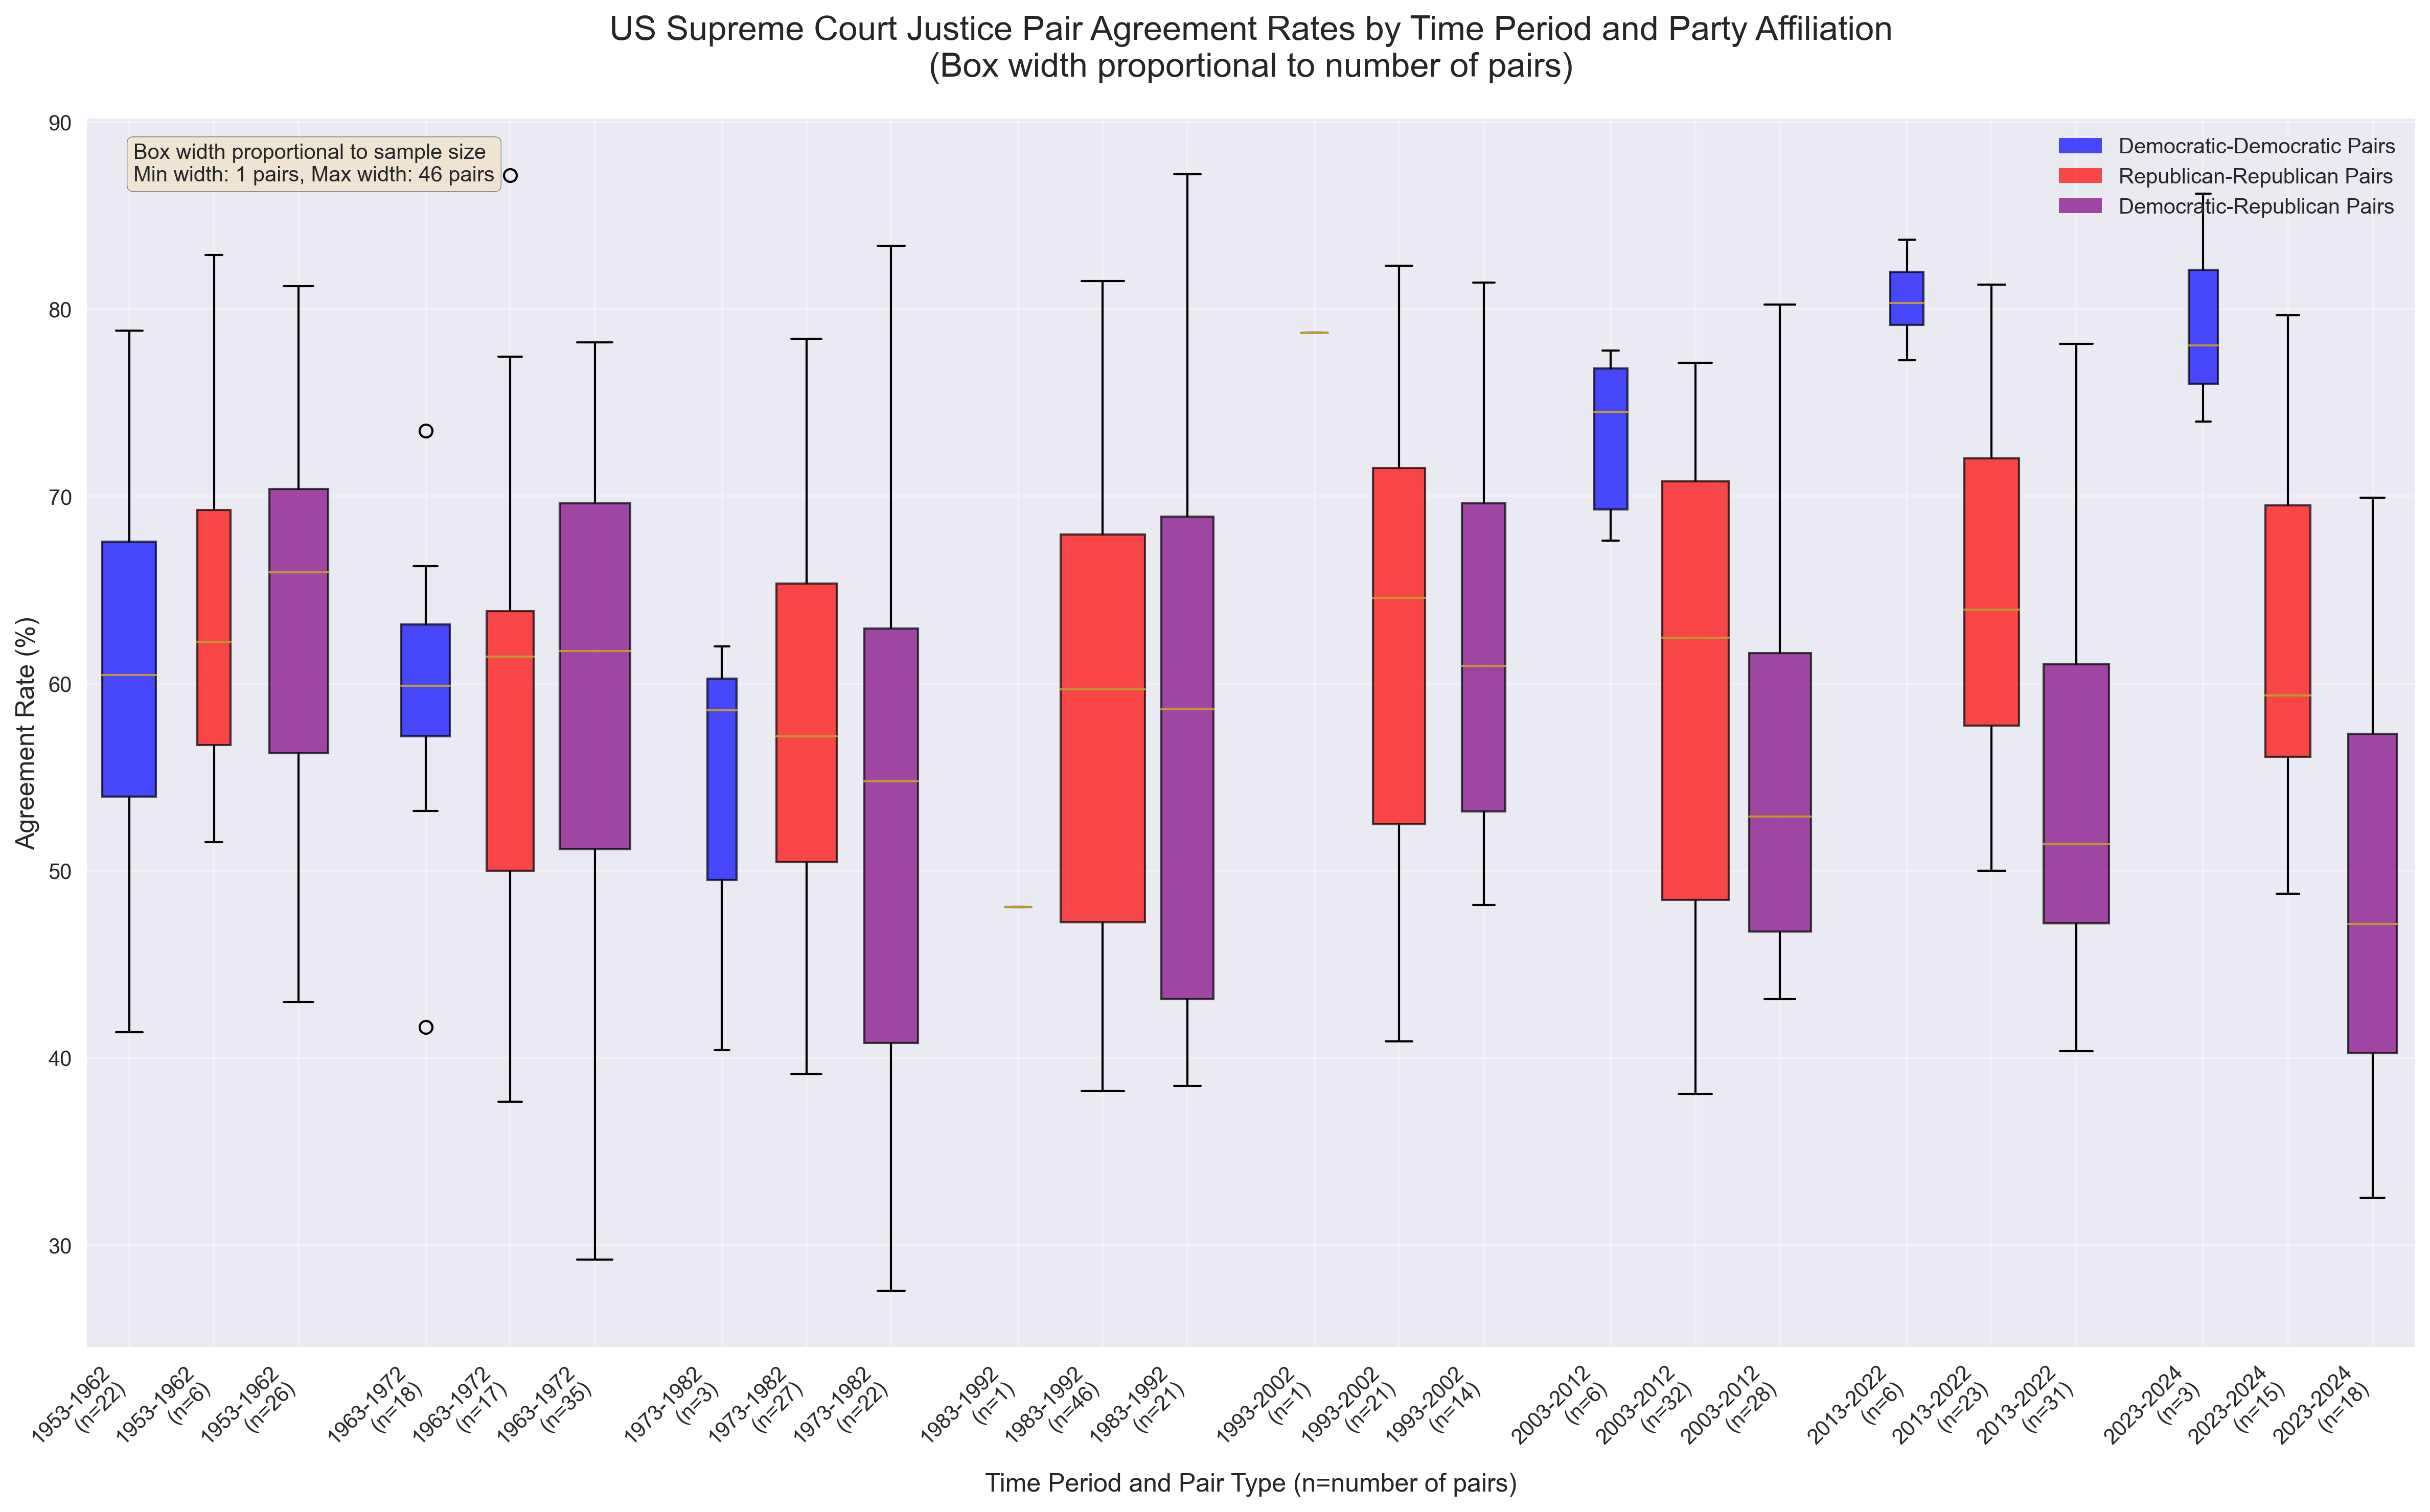 US Supreme Court Justice Pair Agreement Rates by Time Period and Party Affiliation
(Box width proportional to number of pairs)
Box width proportional to sample size
Min width: 1 pairs, Max width: 46 pairs
Democratic-Democratic Pairs
Republican-Republican Pairs
Democratic-Republican Pairs
Agreement Rate (%)
90
80
70
60
50
40
30
1953-1962
(n=22)
1953-1962
(n=6)
1953-1962
(n=26)
1963-1972
(n=18)
1963-1972
(n=17)
1963-1972
(n=35)
1973-1982
(n=3)
1973-1982
(n=27)
1973-1982
(n=22)
1983-1992
(n=1)
1983-1992
(n=46)
1983-1992
(n=21)
1993-2002
(n=1)
1993-2002
(n=21)
1993-2002
(n=14)
2003-2012
(n=6)
2003-2012
(n=32)
2003-2012
(n=28)
2013-2022
(n=6)
2013-2022
(n=23)
2013-2022
(n=31)
2023-2024
(n=3)
2023-2024
(n=15)
2023-2024
(n=18)
Time Period and Pair Type (n=number of pairs)